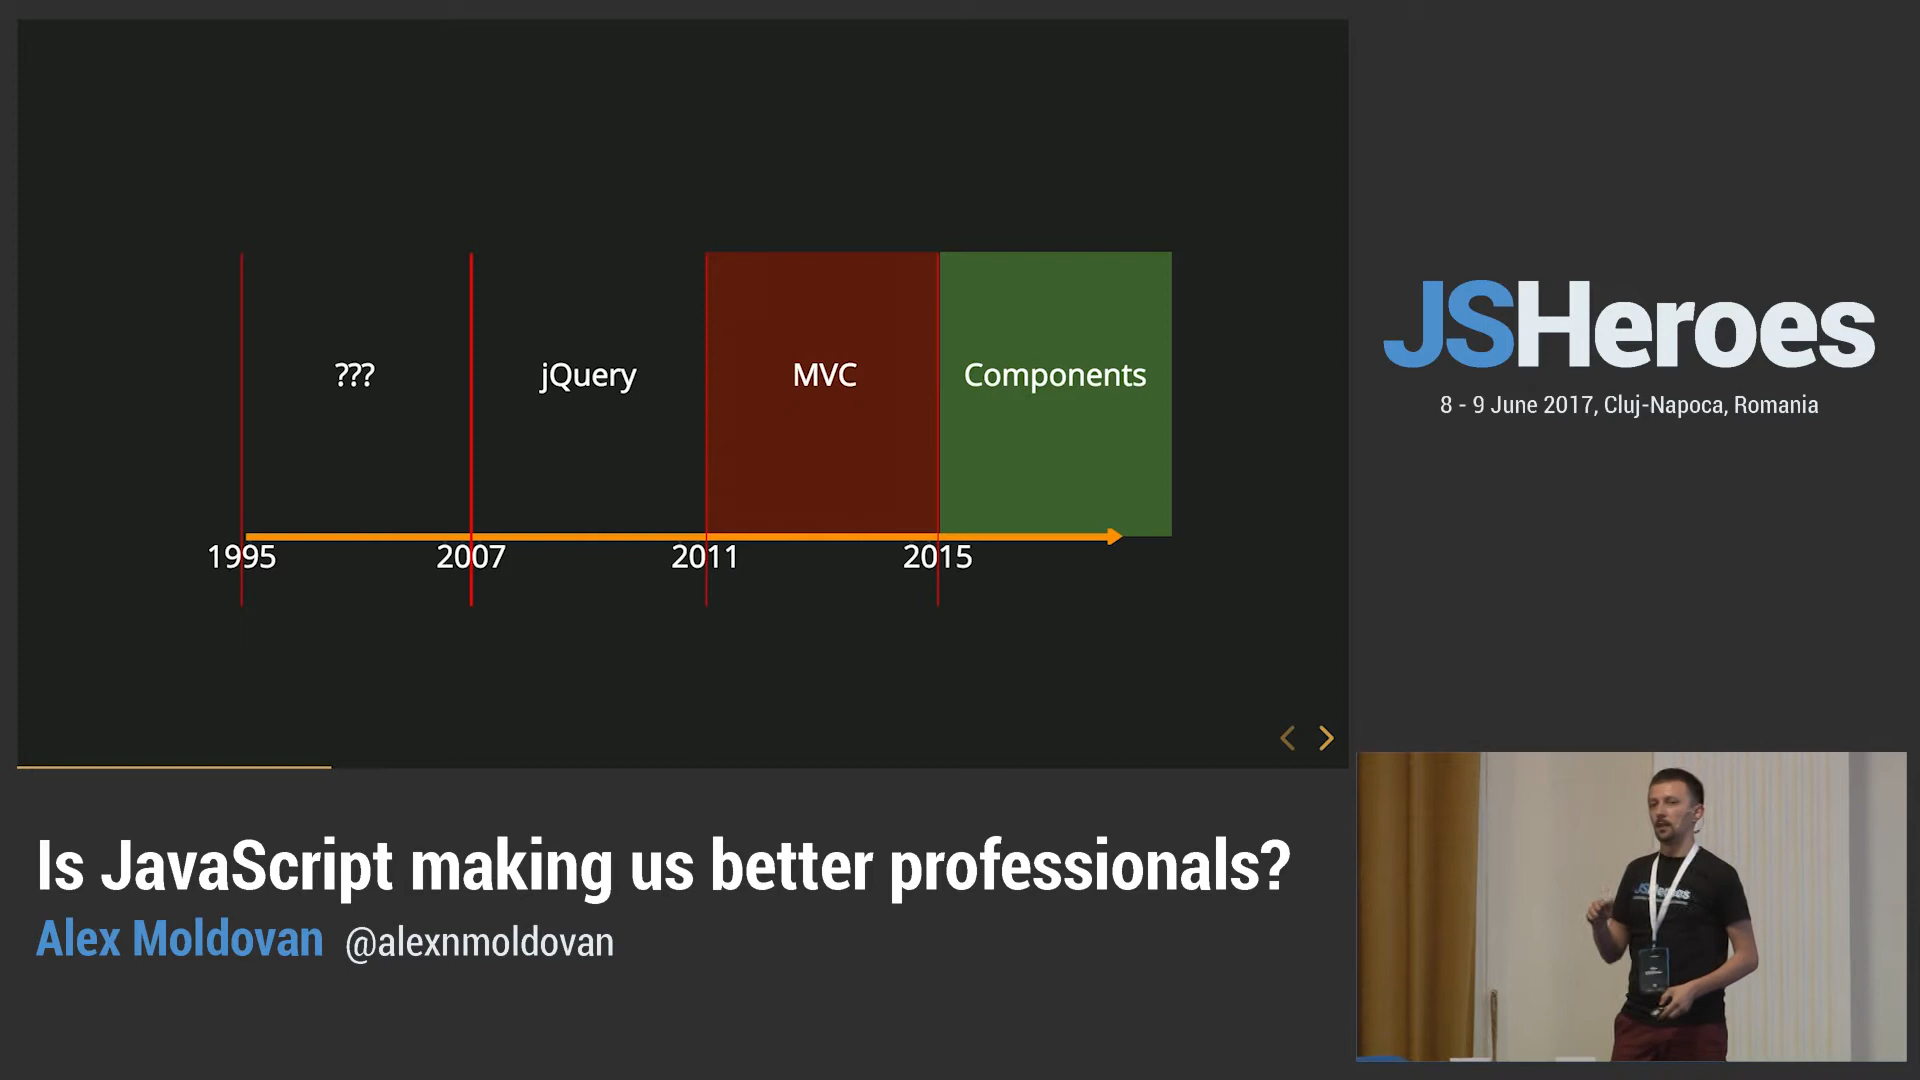 ???
jQuery
MVC
Components
1995
2007
2011
2015
JSHeroes
8 - 9 June 2017, Cluj-Napoca, Romania
Is JavaScript making us better professionals?
Alex Moldovan @alexnmoldovan
JSHeroes